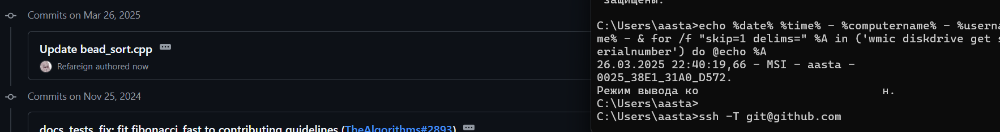 Commits on Mar 26, 2025
Update bead_sort.cpp
Refareign authored now
Commits on Nov 25, 2024
docs, tests, fix: fit fibonacci_fast to contributing guidelines (TheAlgorithms#2893)
защищены.
C:\Users\aasta>echo %date% %time% - %computername% - %userna
me% - & for /f "skip=1 delims=" %A in ('wmic diskdrive get s
erialnumber') do @echo %A
26.03.2025 22:40:19,66 - MSI - aasta -
0025_38E1_31A0_D572.
Режим вывода ко н.
C:\Users\aasta>
C:\Users\aasta>ssh -T git@github.com